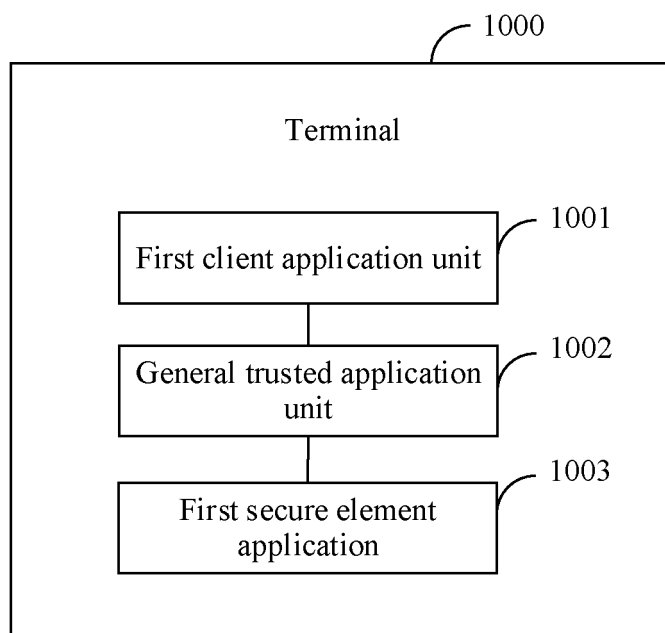 1000
Terminal
1001
First client application unit
1002
General trusted application
unit
1003
First secure element
application